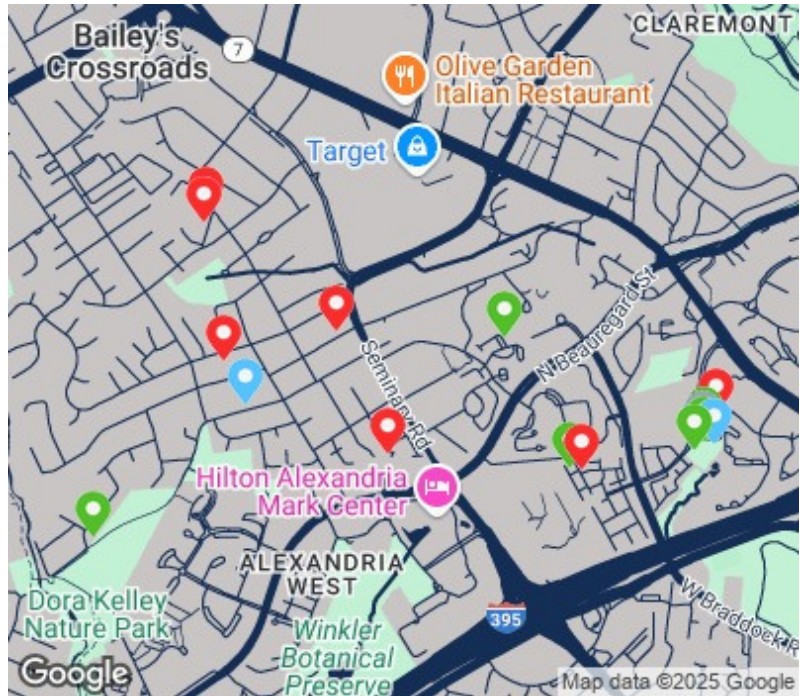 CLAREMONT
Bailey's
Crossroads
7
Olive Garden
Italian Restaurant
Target
N Beauregard St
Seminary Rd
Hilton Alexandria
Mark Center
ALEXANDRIA
WEST
Dora Kelley
Nature Park
Winkler
Botanical
Preserve
395
W Braddock R
Google
Map data ©2025 Google